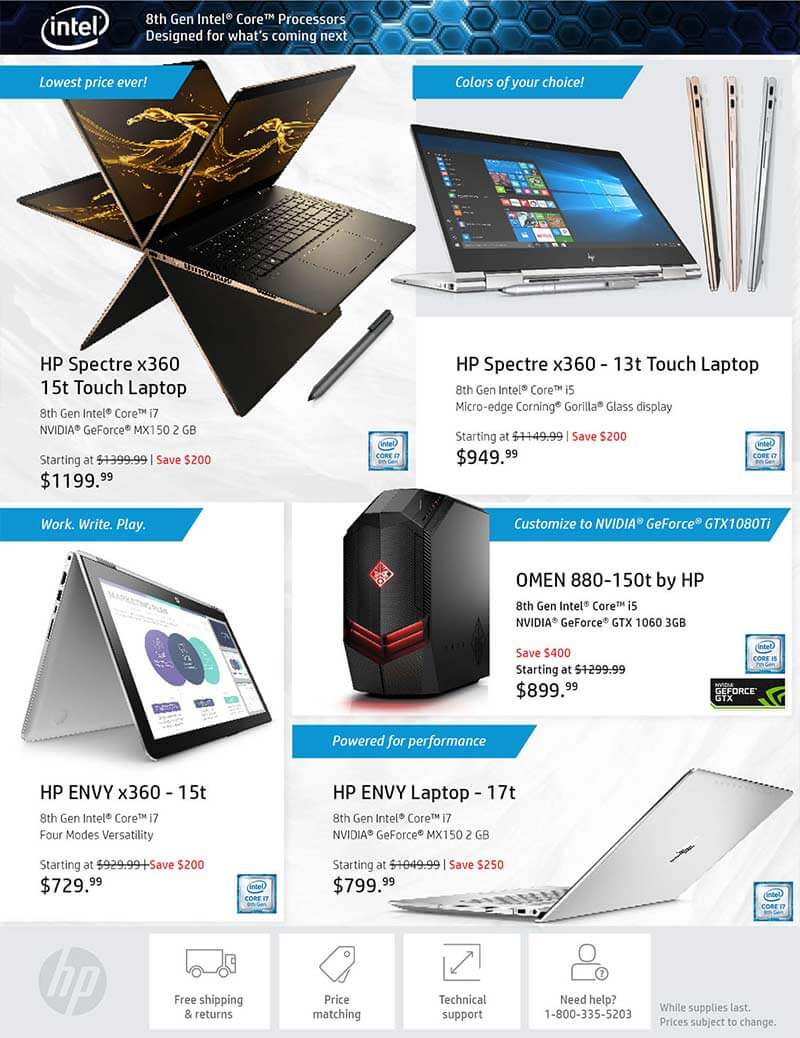 intel
8th Gen Intel® Core™ Processors
Designed for what's coming next
Lowest price ever!
HP Spectre x360
15t Touch Laptop
8th Gen Intel® Core™ i7
NVIDIA® GeForce® MX150 2 GB
Starting at $1399.99 | Save $200
$1199.99
intel
CORE i7
8th Gen
Colors of your choice!
hp
HP Spectre x360 - 13t Touch Laptop
8th Gen Intel® Core™ i5
Micro-edge Corning® Gorilla® Glass display
Starting at $1149.99 | Save $200
$949.99
intel
CORE i7
8th Gen
Work. Write. Play.
MARKETING PLAN
HP ENVY x360 - 15t
8th Gen Intel® Core™ i7
Four Modes Versatility
Starting at $929.99 | Save $200
$729.99
intel
CORE i7
8th Gen
Customize to NVIDIA® GeForce® GTX1080Ti
OMEN 880-150t by HP
8th Gen Intel® Core™ i5
NVIDIA® GeForce® GTX 1060 3GB
Save $400
Starting at $1299.99
$899.99
intel
CORE i5
7th Gen
NVIDIA
GEFORCE
GTX
Powered for performance
HP ENVY Laptop - 17t
8th Gen Intel® Core™ i7
NVIDIA® GeForce® MX150 2 GB
Starting at $1049.99 | Save $250
$799.99
intel
CORE i7
8th Gen
hp
Free shipping
& returns
Price
matching
Technical
support
Need help?
1-800-335-5203
While supplies last.
Prices subject to change.